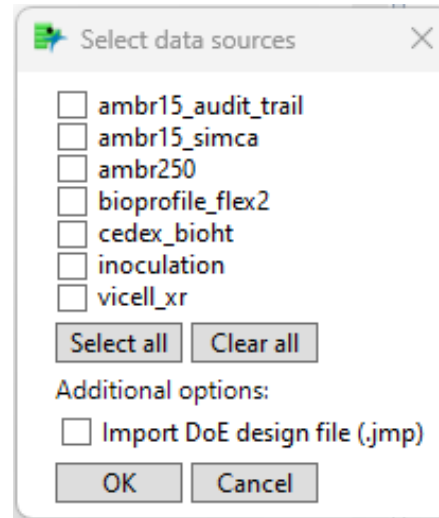 Select data sources
ambr15_audit_trail
ambr15_simca
ambr250
bioprofile_flex2
cedex_bioht
inoculation
vicell_xr
Select all Clear all
Additional options:
Import DoE design file (.jmp)
OK Cancel